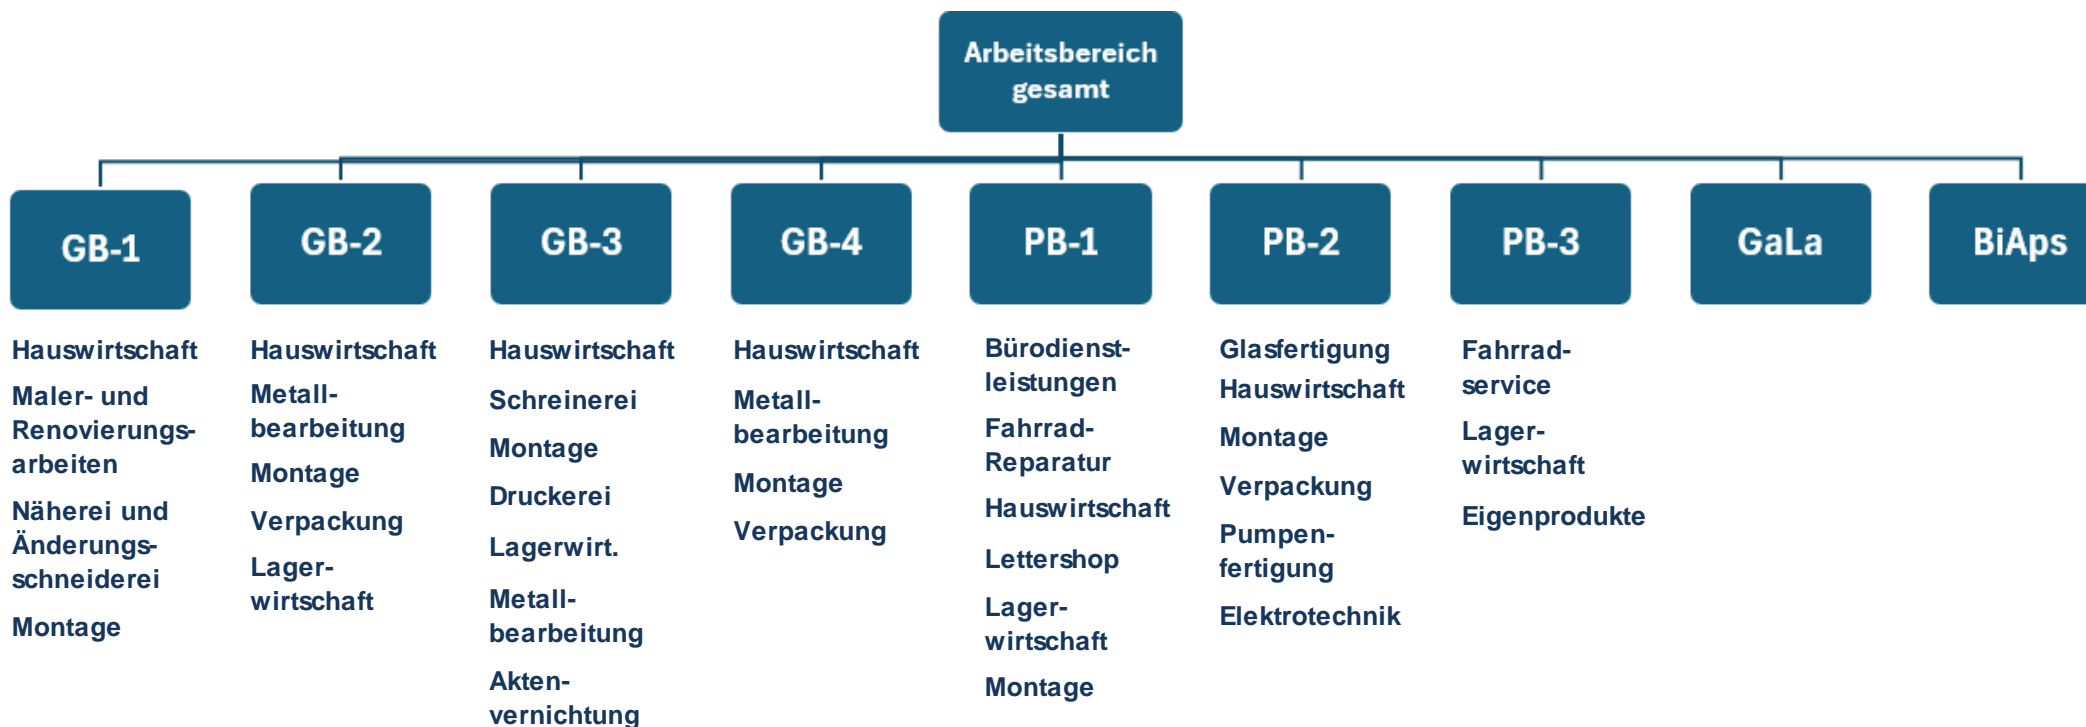 Arbeitsbereich
gesamt
GB-1
GB-2
GB-3
GB-4
PB-1
PB-2
PB-3
GaLa
BiAps
Hauswirtschaft
Maler- und
Renovierungs-
arbeiten
Näherei und
Änderungs-
schneiderei
Montage
Hauswirtschaft
Metall-
bearbeitung
Montage
Verpackung
Lager-
wirtschaft
Hauswirtschaft
Schreinerei
Montage
Druckerei
Lagerwirt.
Metall-
bearbeitung
Akten-
vernichtung
Hauswirtschaft
Metall-
bearbeitung
Montage
Verpackung
Bürodienst-
leistungen
Fahrrad-
Reparatur
Hauswirtschaft
Lettershop
Lager-
wirtschaft
Montage
Glasfertigung
Hauswirtschaft
Montage
Verpackung
Pumpen-
fertigung
Elektrotechnik
Fahrrad-
service
Lager-
wirtschaft
Eigenprodukte